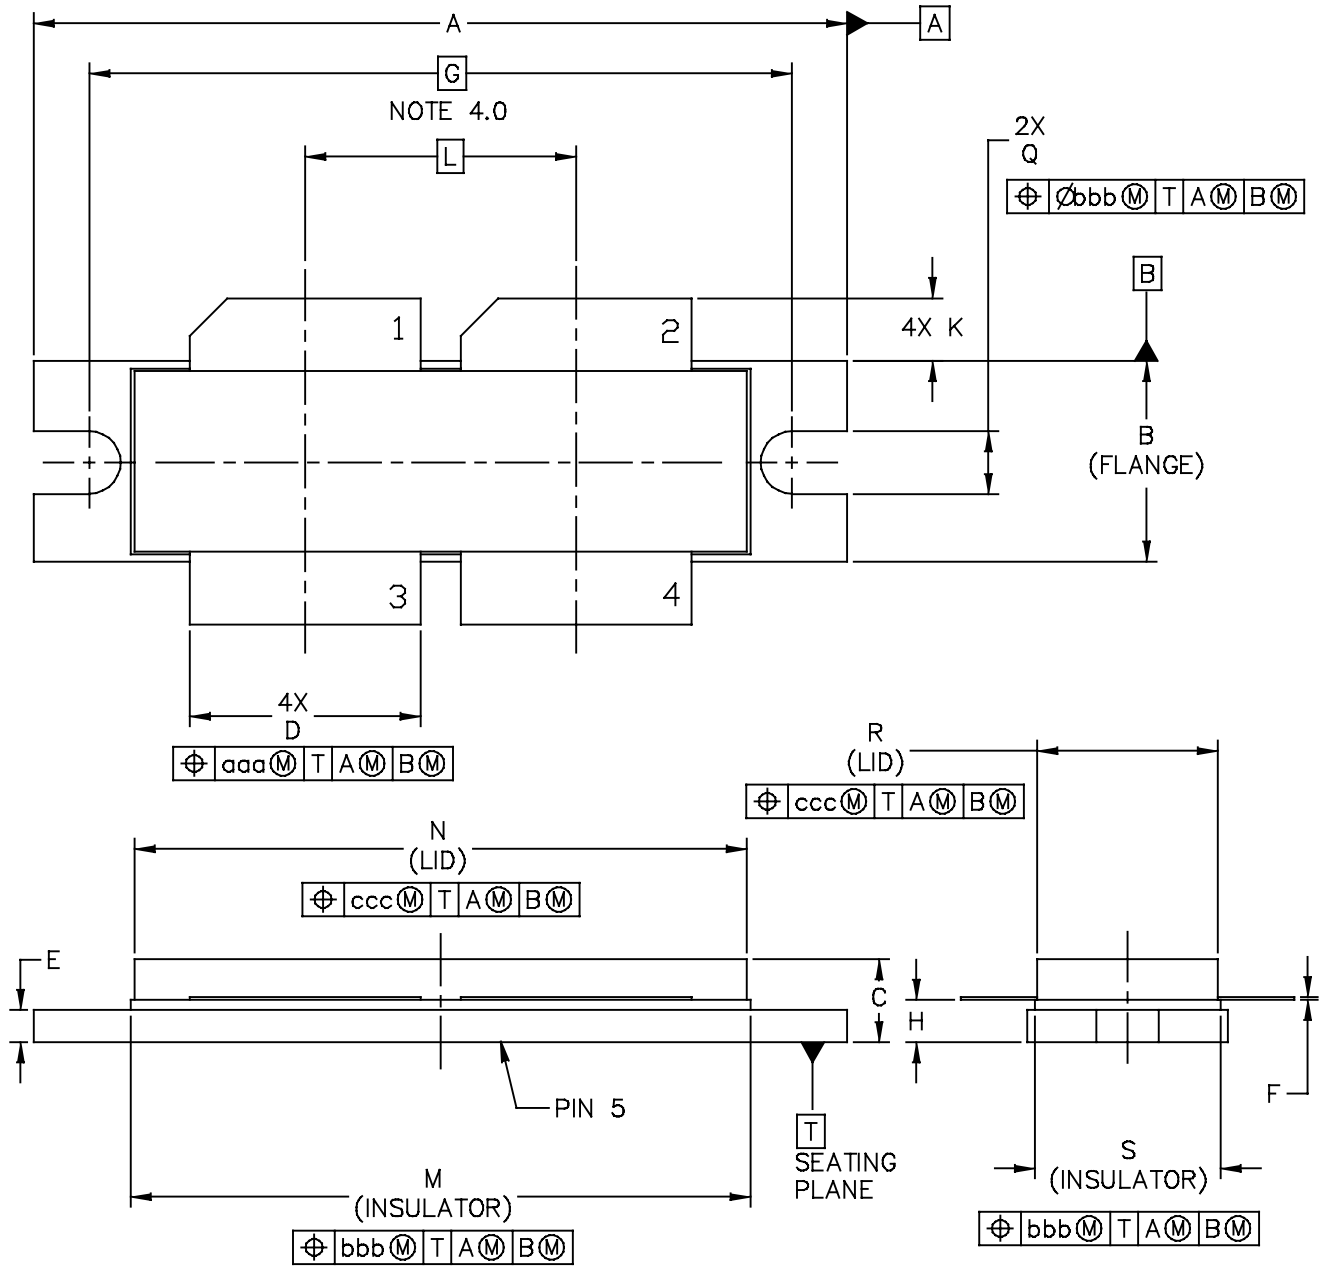 A
A
G
NOTE 4.0
L
2X
Q
⌖ Øbbb Ⓜ T A Ⓜ B Ⓜ
B
1
2
4X K
B
(FLANGE)
3
4
4X
D
⌖ aaa Ⓜ T A Ⓜ B Ⓜ
R
(LID)
⌖ ccc Ⓜ T A Ⓜ B Ⓜ
N
(LID)
⌖ ccc Ⓜ T A Ⓜ B Ⓜ
E
C
H
F
PIN 5
T
SEATING
PLANE
M
(INSULATOR)
⌖ bbb Ⓜ T A Ⓜ B Ⓜ
S
(INSULATOR)
⌖ bbb Ⓜ T A Ⓜ B Ⓜ